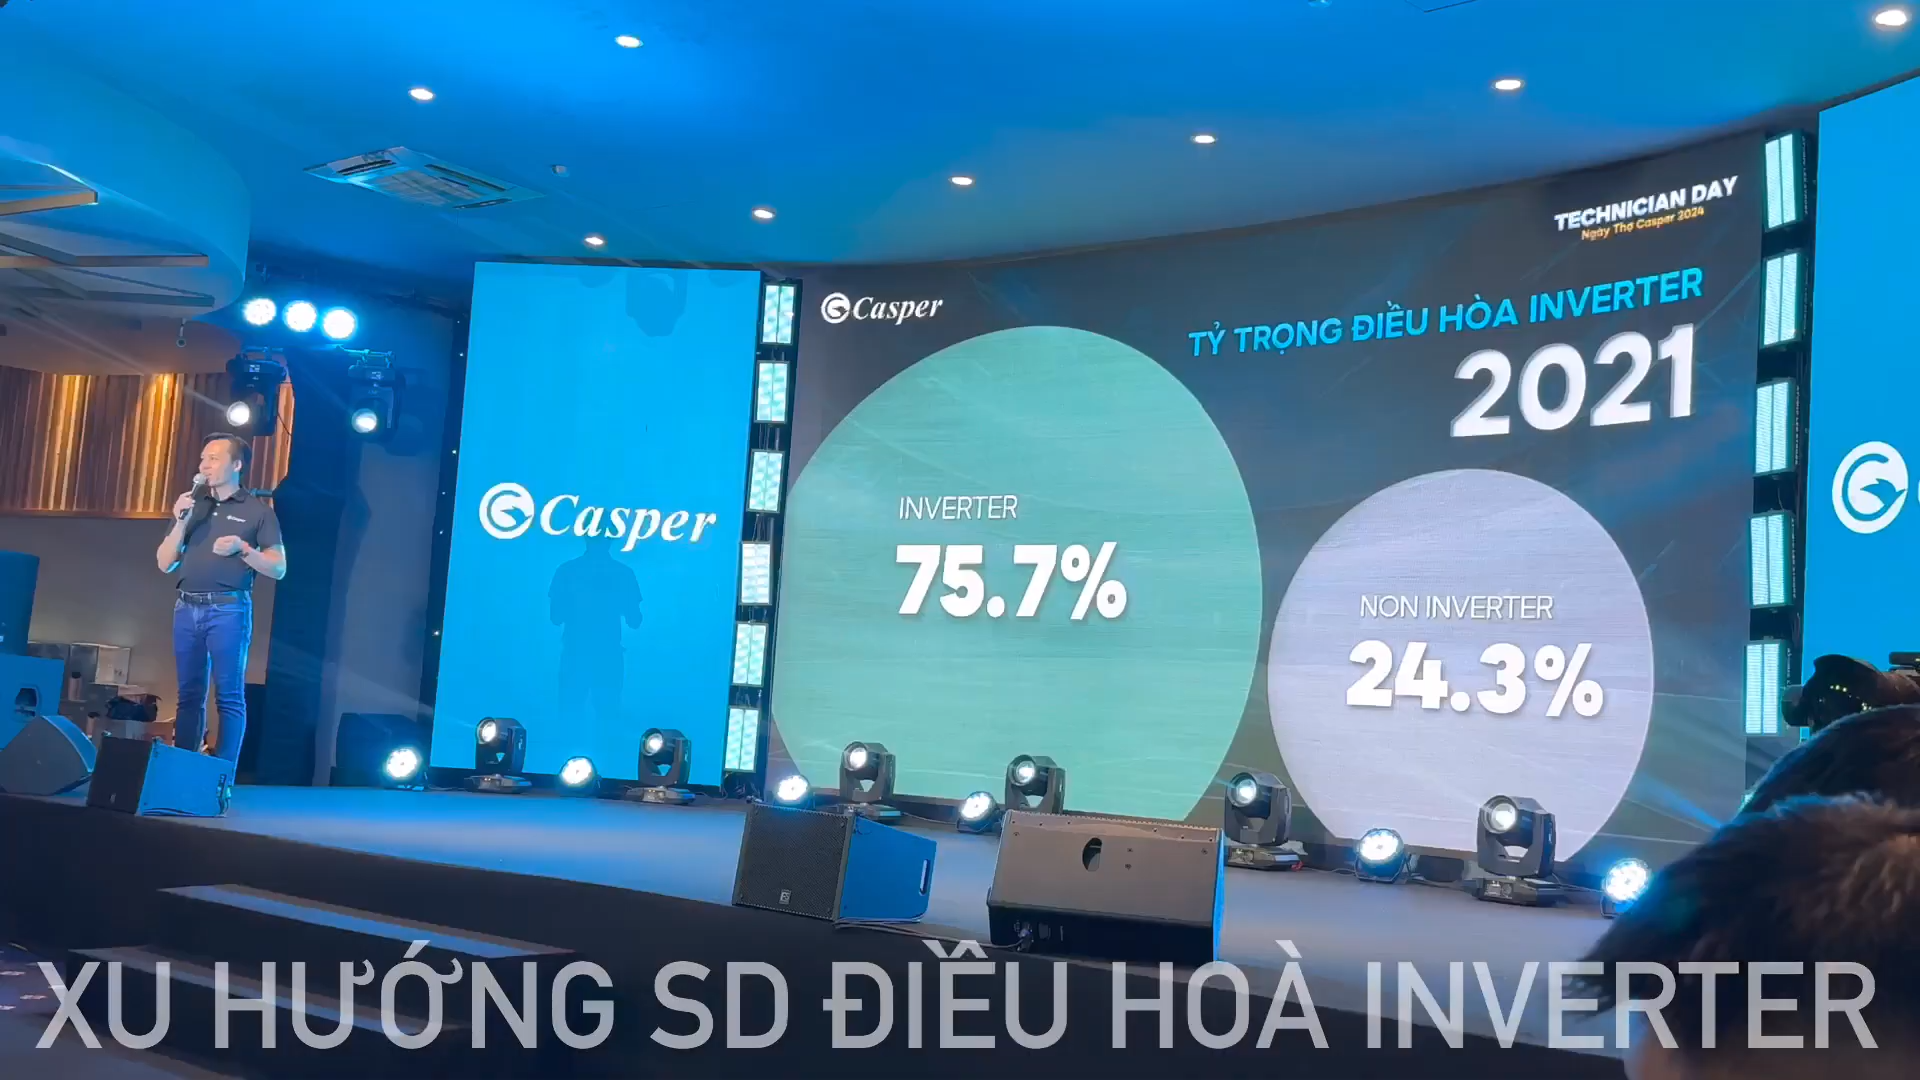 TECHNICIAN DAY
Ngày Thợ Casper 2024
Casper
TỶ TRỌNG ĐIỀU HÒA INVERTER
2021
Casper
INVERTER
75.7%
NON INVERTER
24.3%
XU HƯỚNG SD ĐIỀU HOÀ INVERTER